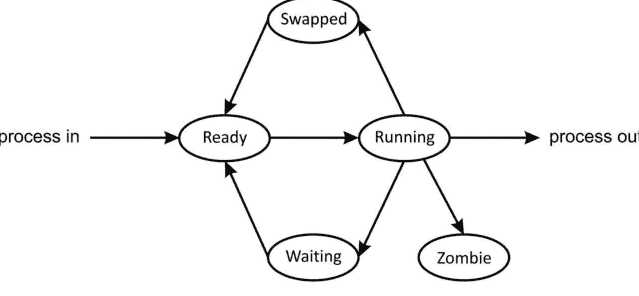 Swapped
process in
Ready
Running
process out
Waiting
Zombie